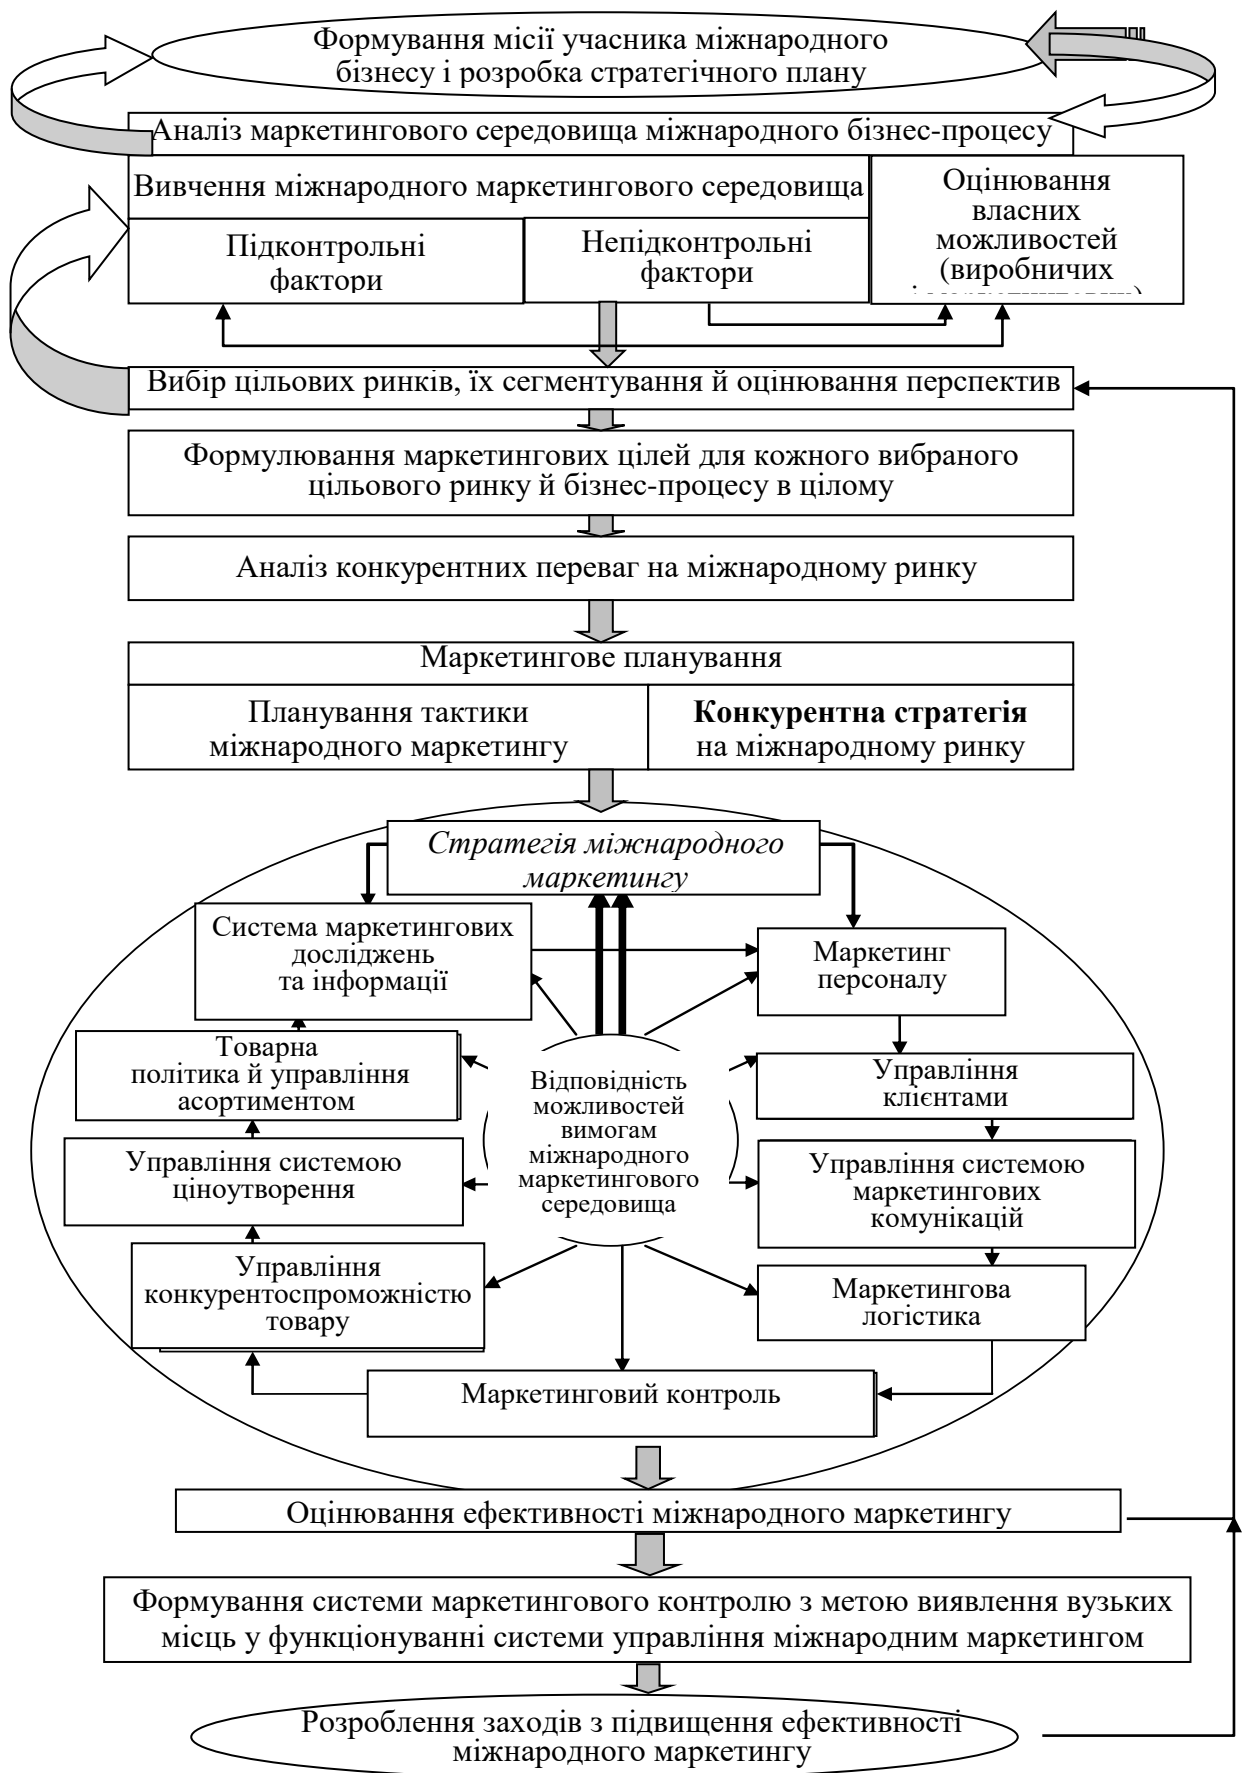 Формування місії учасника міжнародного
бізнесу і розробка стратегічного плану
Аналіз маркетингового середовища міжнародного бізнес-процесу
Вивчення міжнародного маркетингового середовища
Оцінювання
власних
можливостей
(виробничих
Підконтрольні
фактори
Непідконтрольні
фактори
Вибір цільових ринків, їх сегментування й оцінювання перспектив
Формулювання маркетингових цілей для кожного вибраного
цільового ринку й бізнес-процесу в цілому
Аналіз конкурентних переваг на міжнародному ринку
Маркетингове планування
Планування тактики
міжнародного маркетингу
Конкурентна стратегія
на міжнародному ринку
Стратегія міжнародного
маркетингу
Система маркетингових
досліджень
та інформації
Маркетинг
персоналу
Товарна
політика й управління
асортиментом
Відповідність
можливостей
вимогам
міжнародного
маркетингового
середовища
Управління
клієнтами
Управління системою
ціноутворення
Управління системою
маркетингових
комунікацій
Управління
конкурентоспроможністю
товару
Маркетингова
логістика
Маркетинговий контроль
Оцінювання ефективності міжнародного маркетингу
Формування системи маркетингового контролю з метою виявлення вузьких
місць у функціонуванні системи управління міжнародним маркетингом
Розроблення заходів з підвищення ефективності
міжнародного маркетингу